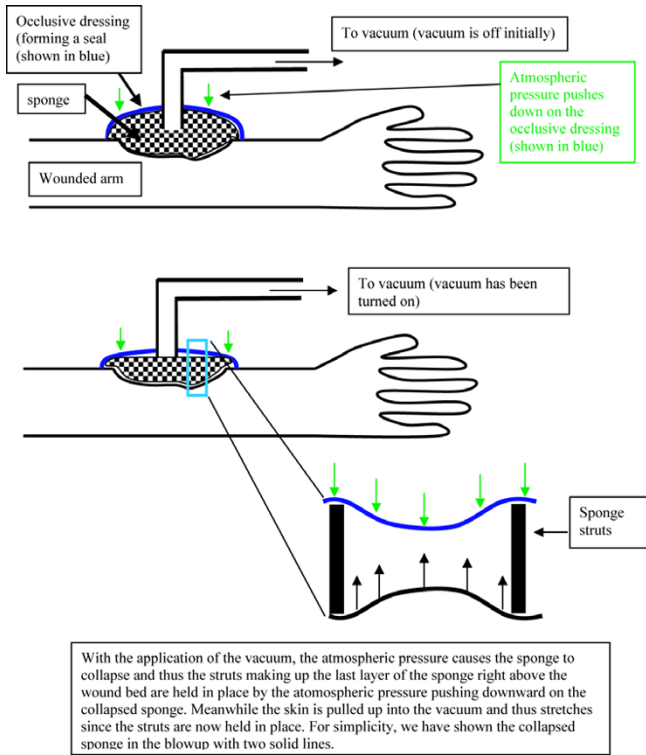 Occlusive dressing
(forming a seal
(shown in blue)
To vacuum (vacuum is off initially)
sponge
Atmospheric
pressure pushes
down on the
occlusive dressing
(shown in blue)
Wounded arm
To vacuum (vacuum has been
turned on)
Sponge
struts
With the application of the vacuum, the atmospheric pressure causes the sponge to
collapse and thus the struts making up the last layer of the sponge right above the
wound bed are held in place by the atomospheric pressure pushing downward on the
collapsed sponge. Meanwhile the skin is pulled up into the vacuum and thus stretches
since the struts are now held in place. For simplicity, we have shown the collapsed
sponge in the blowup with two solid lines.